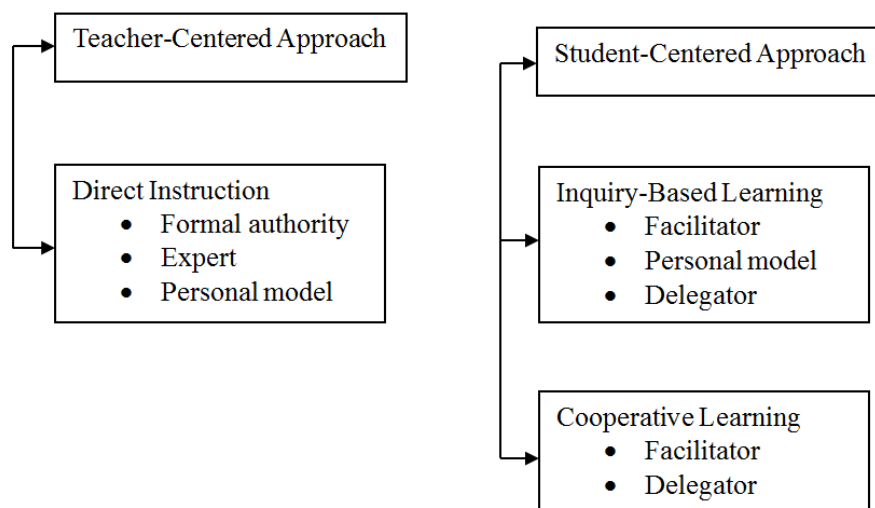 Teacher-Centered Approach
Direct Instruction
• Formal authority
• Expert
• Personal model
Student-Centered Approach
Inquiry-Based Learning
• Facilitator
• Personal model
• Delegator
Cooperative Learning
• Facilitator
• Delegator